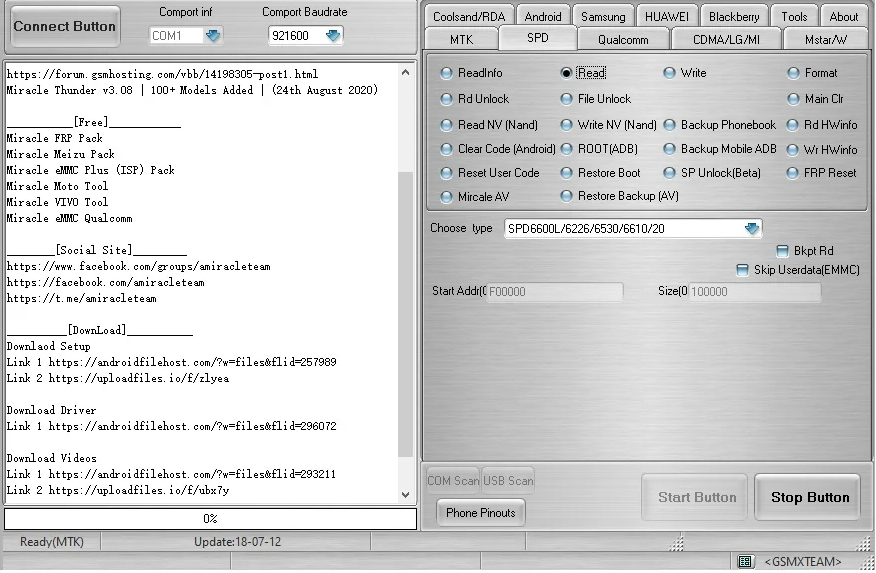 Connect Button
Comport inf
COM1
Comport Baudrate
921600
https://forum.gsmhosting.com/vbb/14198305-post1.html
Miracle Thunder v3.08 | 100+ Models Added | (24th August 2020)
__________[Free]___________
Miracle FRP Pack
Miracle Meizu Pack
Miracle eMMC Plus (ISP) Pack
Miracle Moto Tool
Miracle VIVO Tool
Miracle eMMC Qualcomm
_______[Social Site]________
https://www.facebook.com/groups/amiracleteam
https://facebook.com/amiracleteam
https://t.me/amiracleteam
_________[DownLoad]__________
Downlaod Setup
Link 1 https://androidfilehost.com/?w=files&flid=257989
Link 2 https://uploadfiles.io/f/zlyea
Download Driver
Link 1 https://androidfilehost.com/?w=files&flid=296072
Download Videos
Link 1 https://androidfilehost.com/?w=files&flid=293211
Link 2 https://uploadfiles.io/f/ubx7y
0%
Ready(MTK)
Update:18-07-12
Coolsand/RDA Android Samsung HUAWEI Blackberry Tools About
MTK SPD Qualcomm CDMA/LG/MI Mstar/W
ReadInfo Read Write Format
Rd Unlock File Unlock Main Clr
Read NV (Nand) Write NV (Nand) Backup Phonebook Rd HWinfo
Clear Code (Android) ROOT(ADB) Backup Mobile ADB Wr HWInfo
Reset User Code Restore Boot SP Unlock(Beta) FRP Reset
Mircale AV Restore Backup (AV)
Choose type SPD6600L/6226/6530/6610/20
Bkpt Rd
Skip Userdata(EMMC)
Start Addr(0 F00000 Size(0 100000
COM Scan USB Scan
Phone Pinouts
Start Button
Stop Button
<GSMXTEAM>